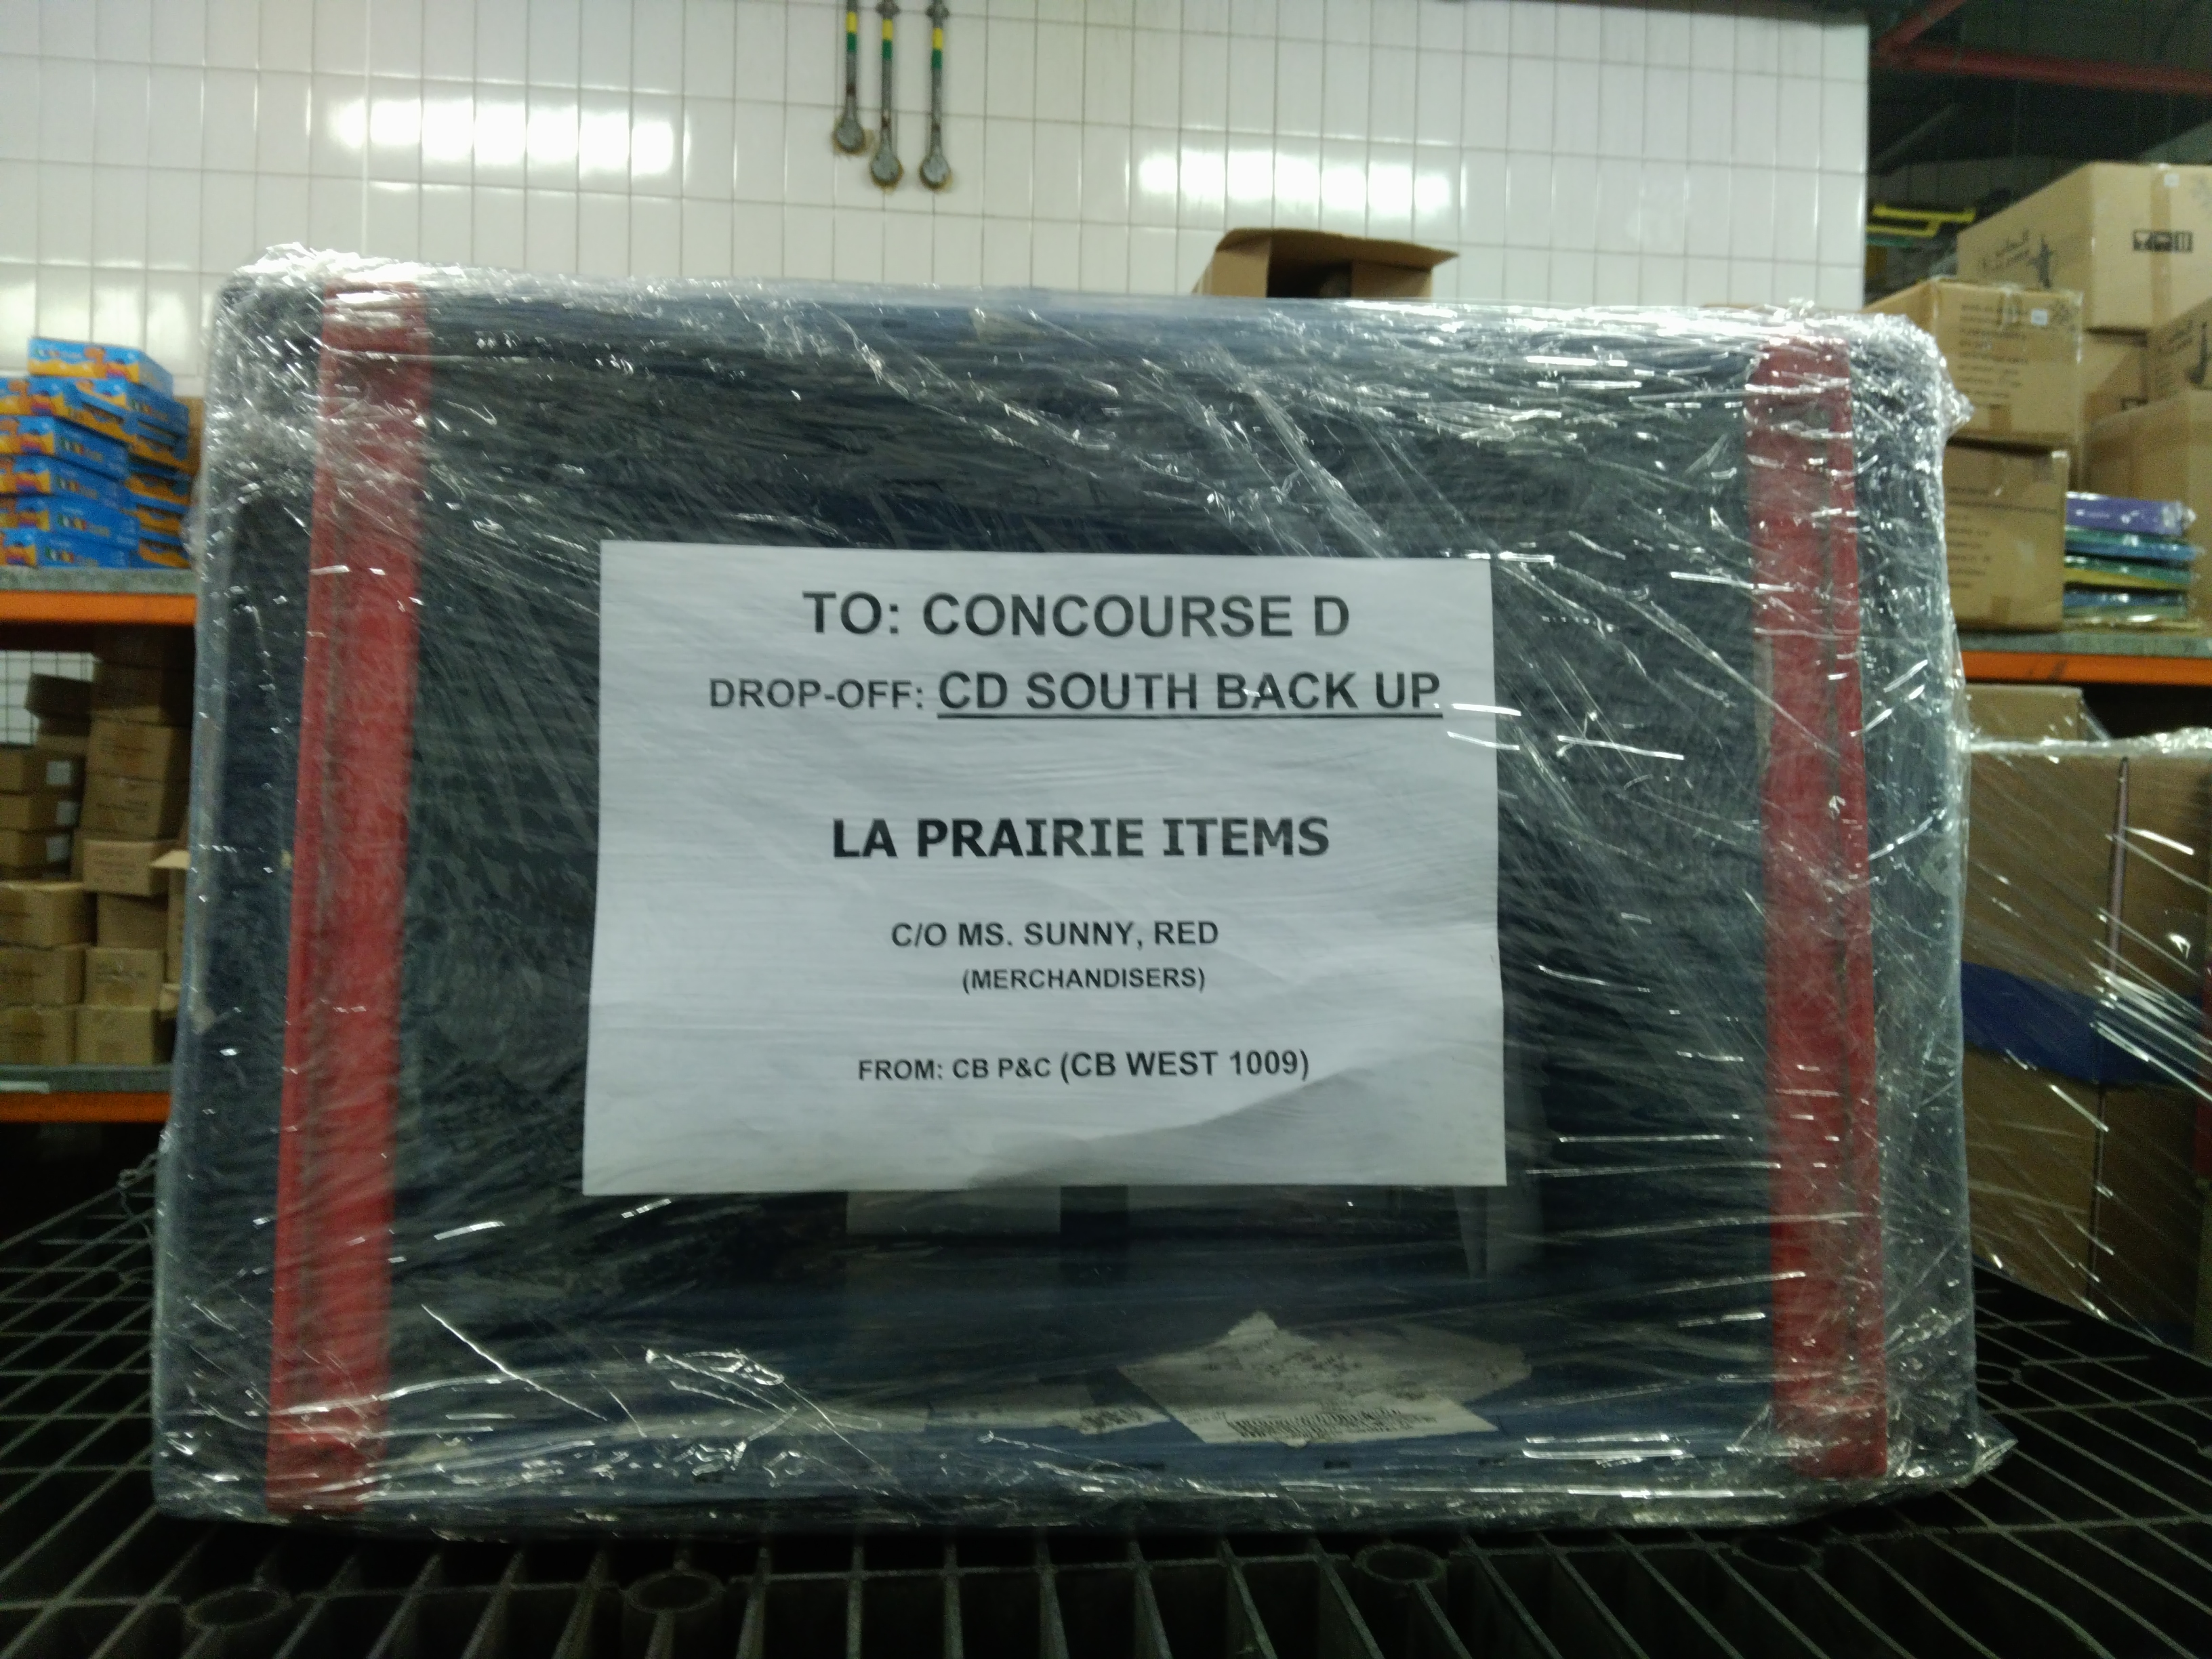 TO: CONCOURSE D
DROP-OFF: CD SOUTH BACK UP
LA PRAIRIE ITEMS
C/O MS. SUNNY, RED
(MERCHANDISERS)
FROM: CB P&C (CB WEST 1009)